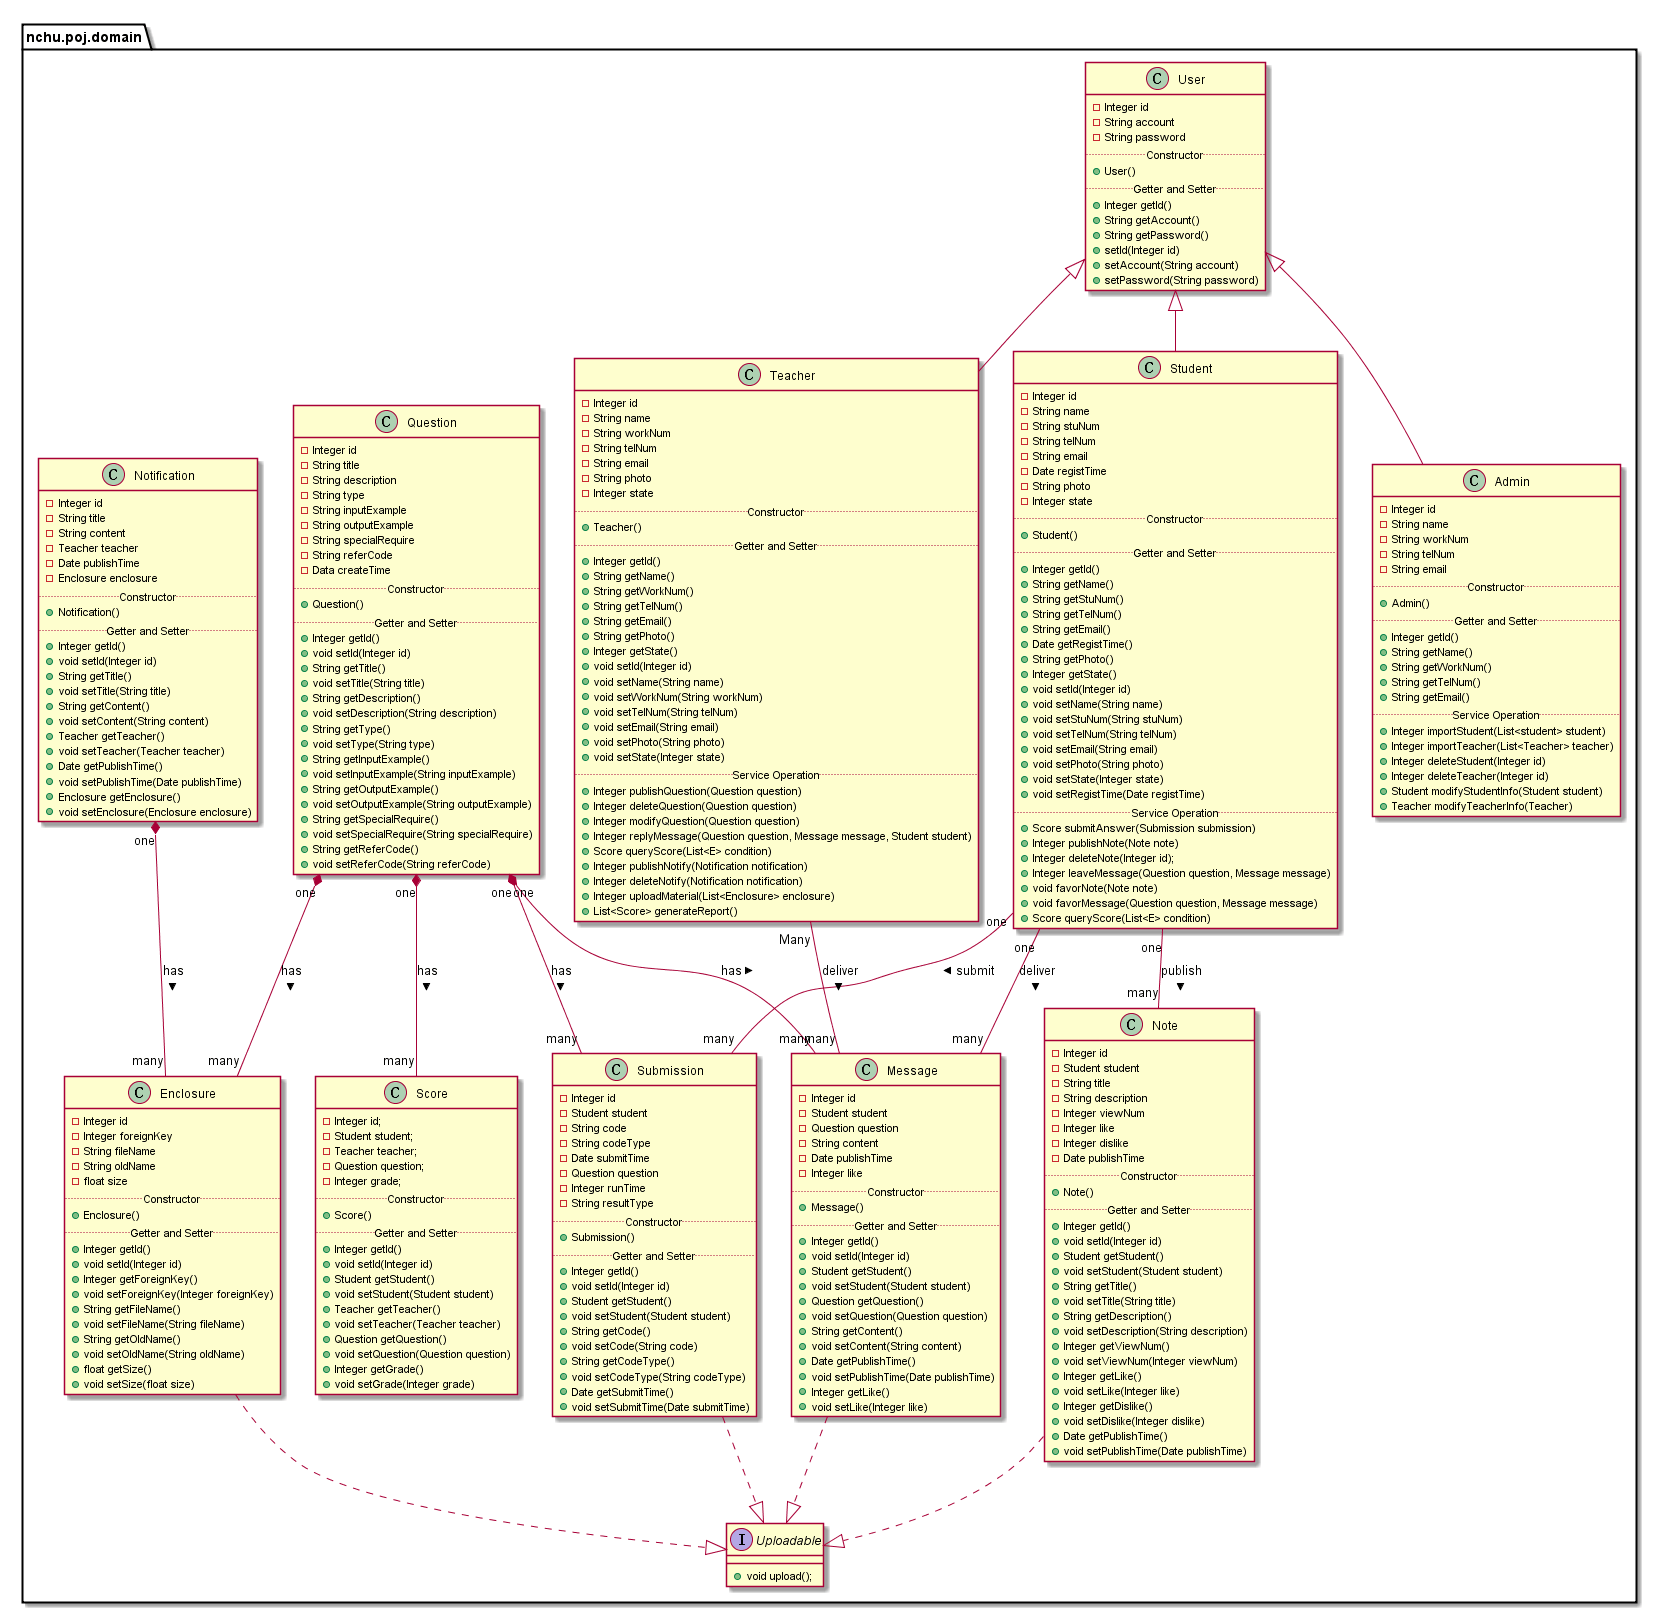 nchu.poj.domain
User
Integer id
String account
String password
Constructor
User()
Getter and Setter
Integer getId()
String getAccount()
String getPassword()
setId(Integer id)
setAccount(String account)
setPassword(String password)
Teacher
Integer id
String name
String workNum
String telNum
String email
String photo
Integer state
Constructor
Teacher()
Getter and Setter
Integer getId()
String getName()
String getWorkNum()
String getTelNum()
String getEmail()
String getPhoto()
Integer getState()
void setId(Integer id)
void setName(String name)
void setWorkNum(String workNum)
void setTelNum(String telNum)
void setEmail(String email)
void setPhoto(String photo)
void setState(Integer state)
Service Operation
Integer publishQuestion(Question question)
Integer deleteQuestion(Question question)
Integer modifyQuestion(Question question)
Integer replyMessage(Question question, Message message, Student student)
Score queryScore(List<E> condition)
Integer publishNotify(Notification notification)
Integer deleteNotify(Notification notification)
Integer uploadMaterial(List<Enclosure> enclosure)
List<Score> generateReport()
Student
Integer id
String name
String stuNum
String telNum
String email
Date registTime
String photo
Integer state
Constructor
Student()
Getter and Setter
Integer getId()
String getName()
String getStuNum()
String getTelNum()
String getEmail()
Date getRegistTime()
String getPhoto()
Integer getState()
void setId(Integer id)
void setName(String name)
void setStuNum(String stuNum)
void setTelNum(String telNum)
void setEmail(String email)
void setPhoto(String photo)
void setState(Integer state)
void setRegistTime(Date registTime)
Service Operation
Score submitAnswer(Submission submission)
Integer publishNote(Note note)
Integer deleteNote(Integer id);
Integer leaveMessage(Question question, Message message)
void favorNote(Note note)
void favorMessage(Question question, Message message)
Score queryScore(List<E> condition)
Admin
Integer id
String name
String workNum
String telNum
String email
Constructor
Admin()
Getter and Setter
Integer getId()
String getName()
String getWorkNum()
String getTelNum()
String getEmail()
Service Operation
Integer importStudent(List<student> student)
Integer importTeacher(List<Teacher> teacher)
Integer deleteStudent(Integer id)
Integer deleteTeacher(Integer id)
Student modifyStudentInfo(Student student)
Teacher modifyTeacherInfo(Teacher)
Question
Integer id
String title
String description
String type
String inputExample
String outputExample
String specialRequire
String referCode
Data createTime
Constructor
Question()
Getter and Setter
Integer getId()
void setId(Integer id)
String getTitle()
void setTitle(String title)
String getDescription()
void setDescription(String description)
String getType()
void setType(String type)
String getInputExample()
void setInputExample(String inputExample)
String getOutputExample()
void setOutputExample(String outputExample)
String getSpecialRequire()
void setSpecialRequire(String specialRequire)
String getReferCode()
void setReferCode(String referCode)
Notification
Integer id
String title
String content
Teacher teacher
Date publishTime
Enclosure enclosure
Constructor
Notification()
Getter and Setter
Integer getId()
void setId(Integer id)
String getTitle()
void setTitle(String title)
String getContent()
void setContent(String content)
Teacher getTeacher()
void setTeacher(Teacher teacher)
Date getPublishTime()
void setPublishTime(Date publishTime)
Enclosure getEnclosure()
void setEnclosure(Enclosure enclosure)
one
one
one
one
one
Many
one
one
one
has
has
has
has
has
deliver
submit
deliver
publish
many
many
many
many
many
many
many
many
many
Enclosure
Integer id
Integer foreignKey
String fileName
String oldName
float size
Constructor
Enclosure()
Getter and Setter
Integer getId()
void setId(Integer id)
Integer getForeignKey()
void setForeignKey(Integer foreignKey)
String getFileName()
void setFileName(String fileName)
String getOldName()
void setOldName(String oldName)
float getSize()
void setSize(float size)
Score
Integer id;
Student student;
Teacher teacher;
Question question;
Integer grade;
Constructor
Score()
Getter and Setter
Integer getId()
void setId(Integer id)
Student getStudent()
void setStudent(Student student)
Teacher getTeacher()
void setTeacher(Teacher teacher)
Question getQuestion()
void setQuestion(Question question)
Integer getGrade()
void setGrade(Integer grade)
Submission
Integer id
Student student
String code
String codeType
Date submitTime
Question question
Integer runTime
String resultType
Constructor
Submission()
Getter and Setter
Integer getId()
void setId(Integer id)
Student getStudent()
void setStudent(Student student)
String getCode()
void setCode(String code)
String getCodeType()
void setCodeType(String codeType)
Date getSubmitTime()
void setSubmitTime(Date submitTime)
Message
Integer id
Student student
Question question
String content
Date publishTime
Integer like
Constructor
Message()
Getter and Setter
Integer getId()
void setId(Integer id)
Student getStudent()
void setStudent(Student student)
Question getQuestion()
void setQuestion(Question question)
String getContent()
void setContent(String content)
Date getPublishTime()
void setPublishTime(Date publishTime)
Integer getLike()
void setLike(Integer like)
Note
Integer id
Student student
String title
String description
Integer viewNum
Integer like
Integer dislike
Date publishTime
Constructor
Note()
Getter and Setter
Integer getId()
void setId(Integer id)
Student getStudent()
void setStudent(Student student)
String getTitle()
void setTitle(String title)
String getDescription()
void setDescription(String description)
Integer getViewNum()
void setViewNum(Integer viewNum)
Integer getLike()
void setLike(Integer like)
Integer getDislike()
void setDislike(Integer dislike)
Date getPublishTime()
void setPublishTime(Date publishTime)
Uploadable
void upload();